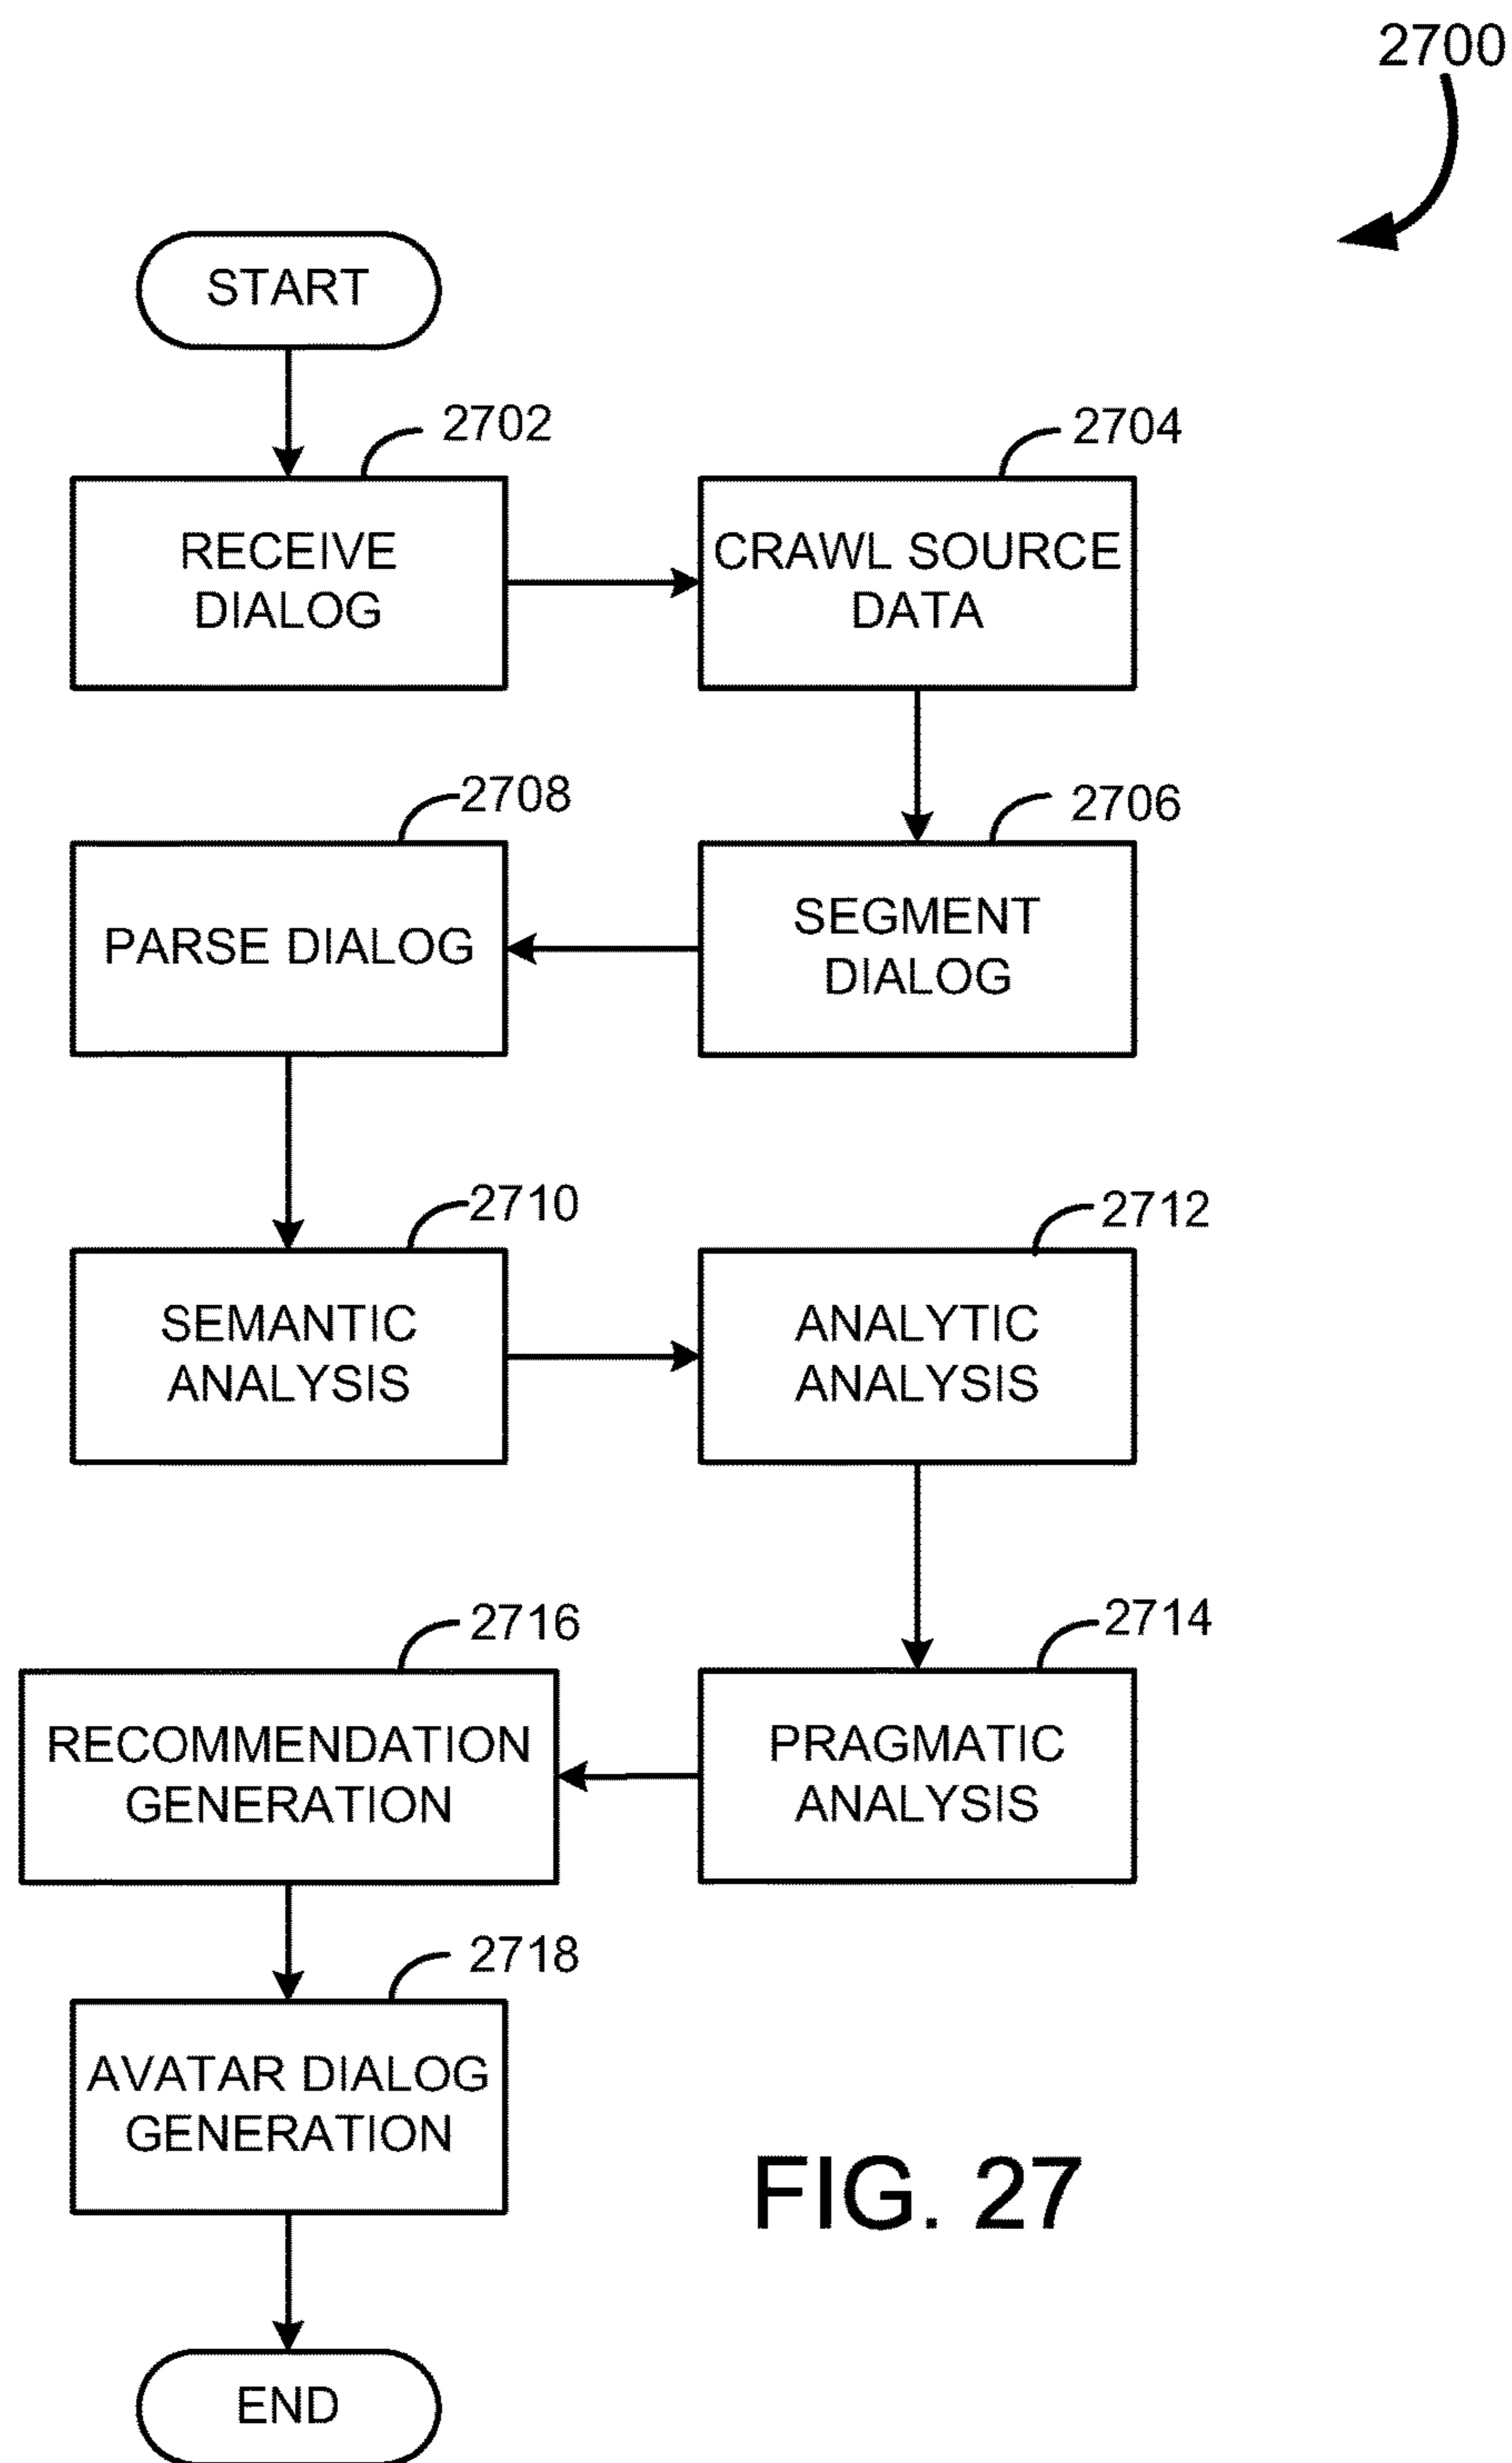 2700
START
2702
RECEIVE
DIALOG
2704
CRAWL SOURCE
DATA
2706
SEGMENT
DIALOG
2708
PARSE DIALOG
2710
SEMANTIC
ANALYSIS
2712
ANALYTIC
ANALYSIS
2714
PRAGMATIC
ANALYSIS
2716
RECOMMENDATION
GENERATION
2718
AVATAR DIALOG
GENERATION
END
FIG. 27